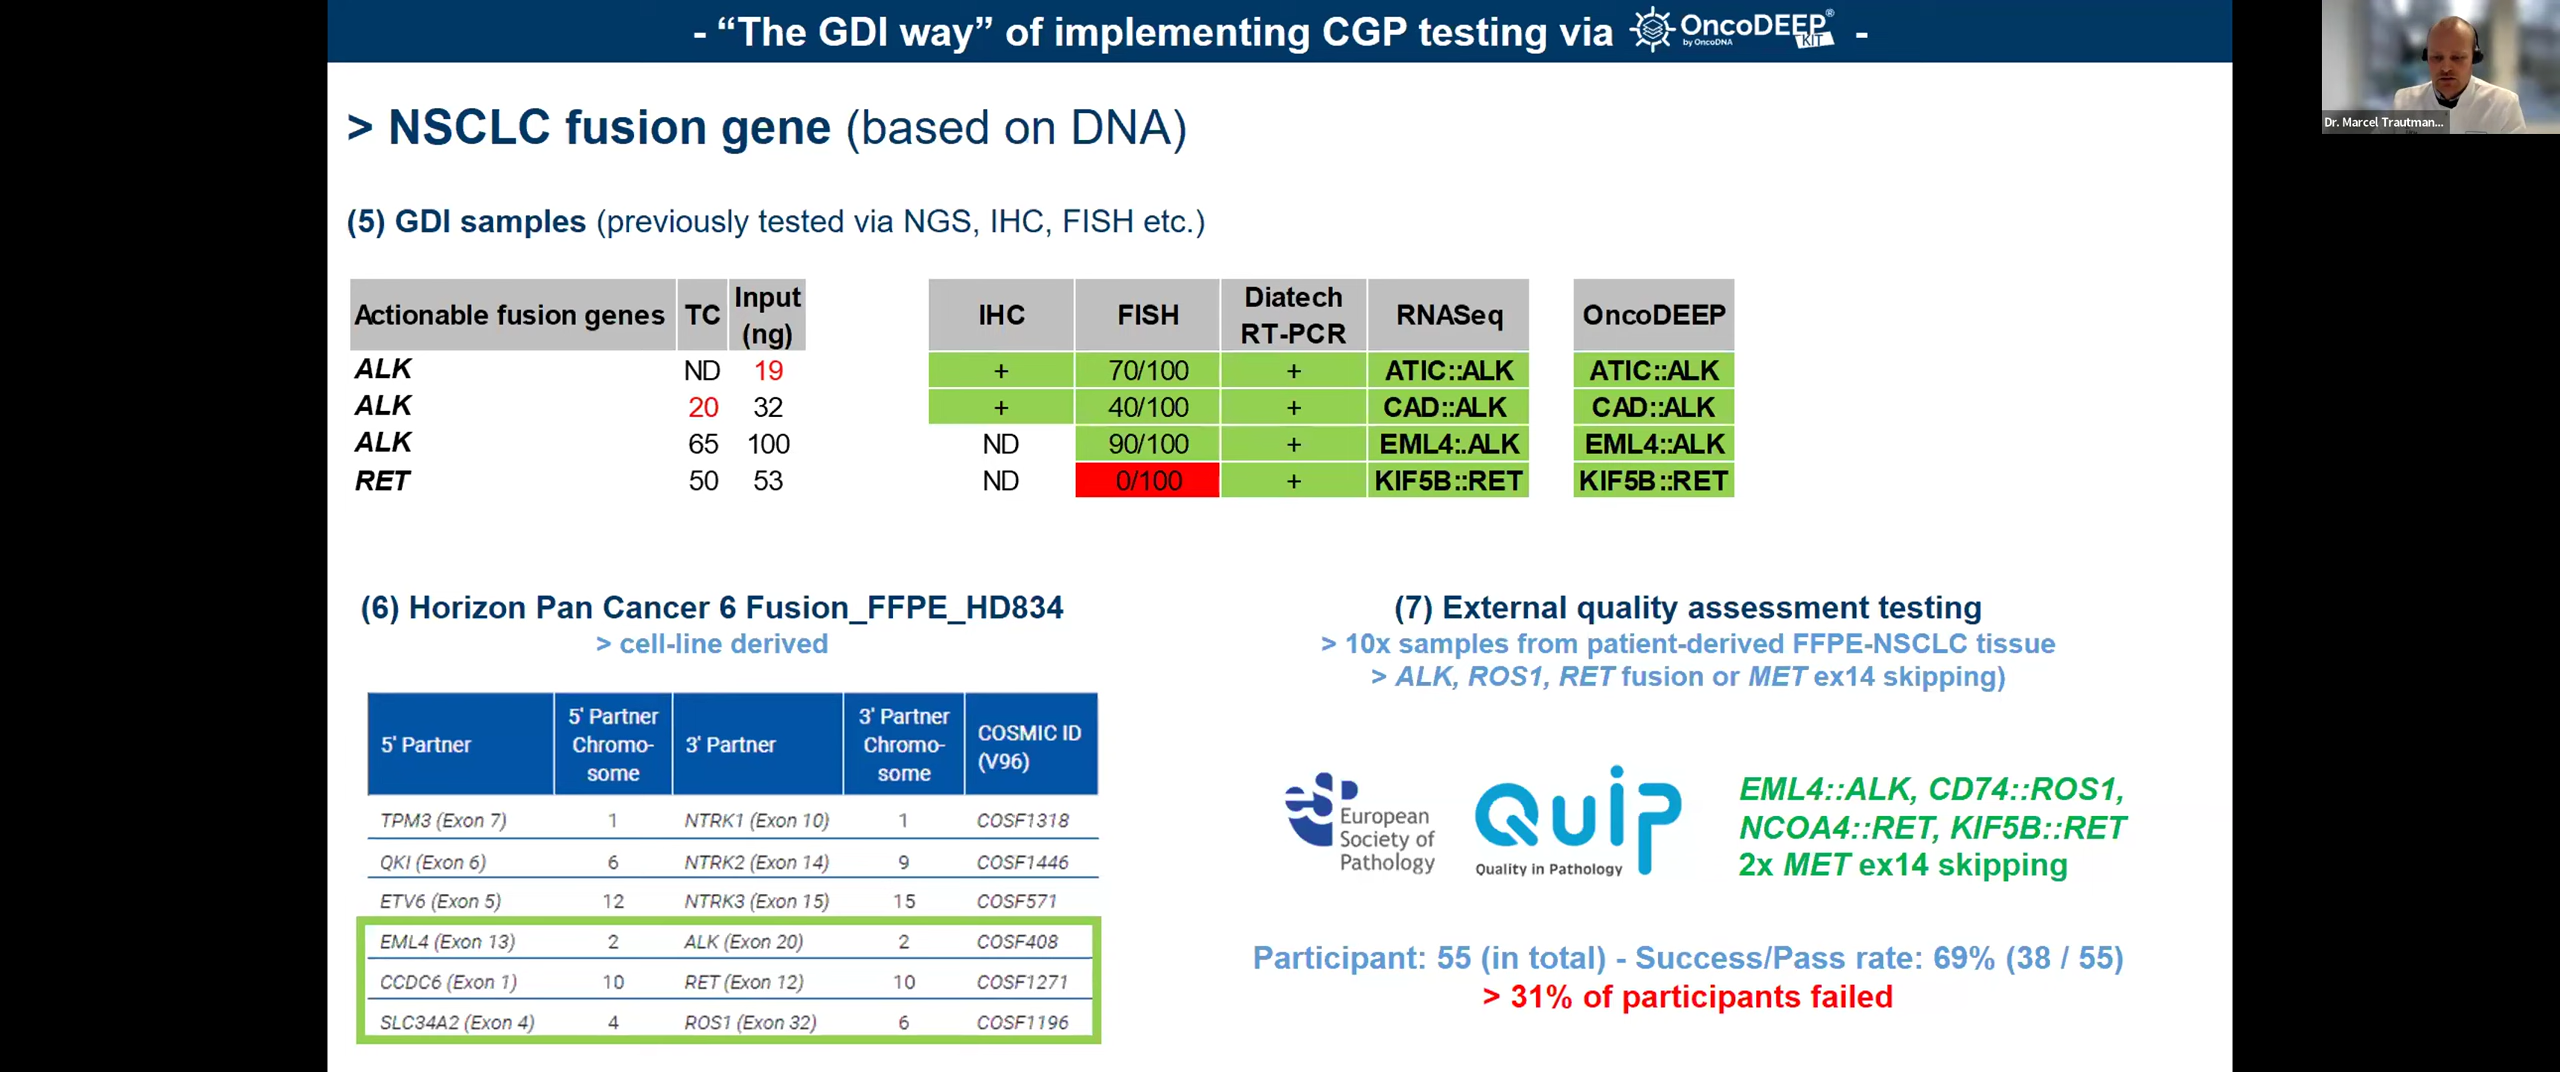 - “The GDI way” of implementing CGP testing via OncoDEEP® KIT by OncoDNA -
Dr. Marcel Trautman...
> NSCLC fusion gene (based on DNA)
(5) GDI samples (previously tested via NGS, IHC, FISH etc.)
Actionable fusion genes TC Input (ng) IHC FISH Diatech RT-PCR RNASeq OncoDEEP
ALK ND 19 + 70/100 + ATIC::ALK ATIC::ALK
ALK 20 32 + 40/100 + CAD::ALK CAD::ALK
ALK 65 100 ND 90/100 + EML4::ALK EML4::ALK
RET 50 53 ND 0/100 + KIF5B::RET KIF5B::RET
(6) Horizon Pan Cancer 6 Fusion_FFPE_HD834
> cell-line derived
5' Partner 5' Partner Chromo-some 3' Partner 3' Partner Chromo-some COSMIC ID (V96)
TPM3 (Exon 7) 1 NTRK1 (Exon 10) 1 COSF1318
QKI (Exon 6) 6 NTRK2 (Exon 14) 9 COSF1446
ETV6 (Exon 5) 12 NTRK3 (Exon 15) 15 COSF571
EML4 (Exon 13) 2 ALK (Exon 20) 2 COSF408
CCDC6 (Exon 1) 10 RET (Exon 12) 10 COSF1271
SLC34A2 (Exon 4) 4 ROS1 (Exon 32) 6 COSF1196
(7) External quality assessment testing
> 10x samples from patient-derived FFPE-NSCLC tissue
> ALK, ROS1, RET fusion or MET ex14 skipping)
esp
European
Society of
Pathology
QuiP
Quality in Pathology
EML4::ALK, CD74::ROS1,
NCOA4::RET, KIF5B::RET
2x MET ex14 skipping
Participant: 55 (in total) - Success/Pass rate: 69% (38 / 55)
> 31% of participants failed